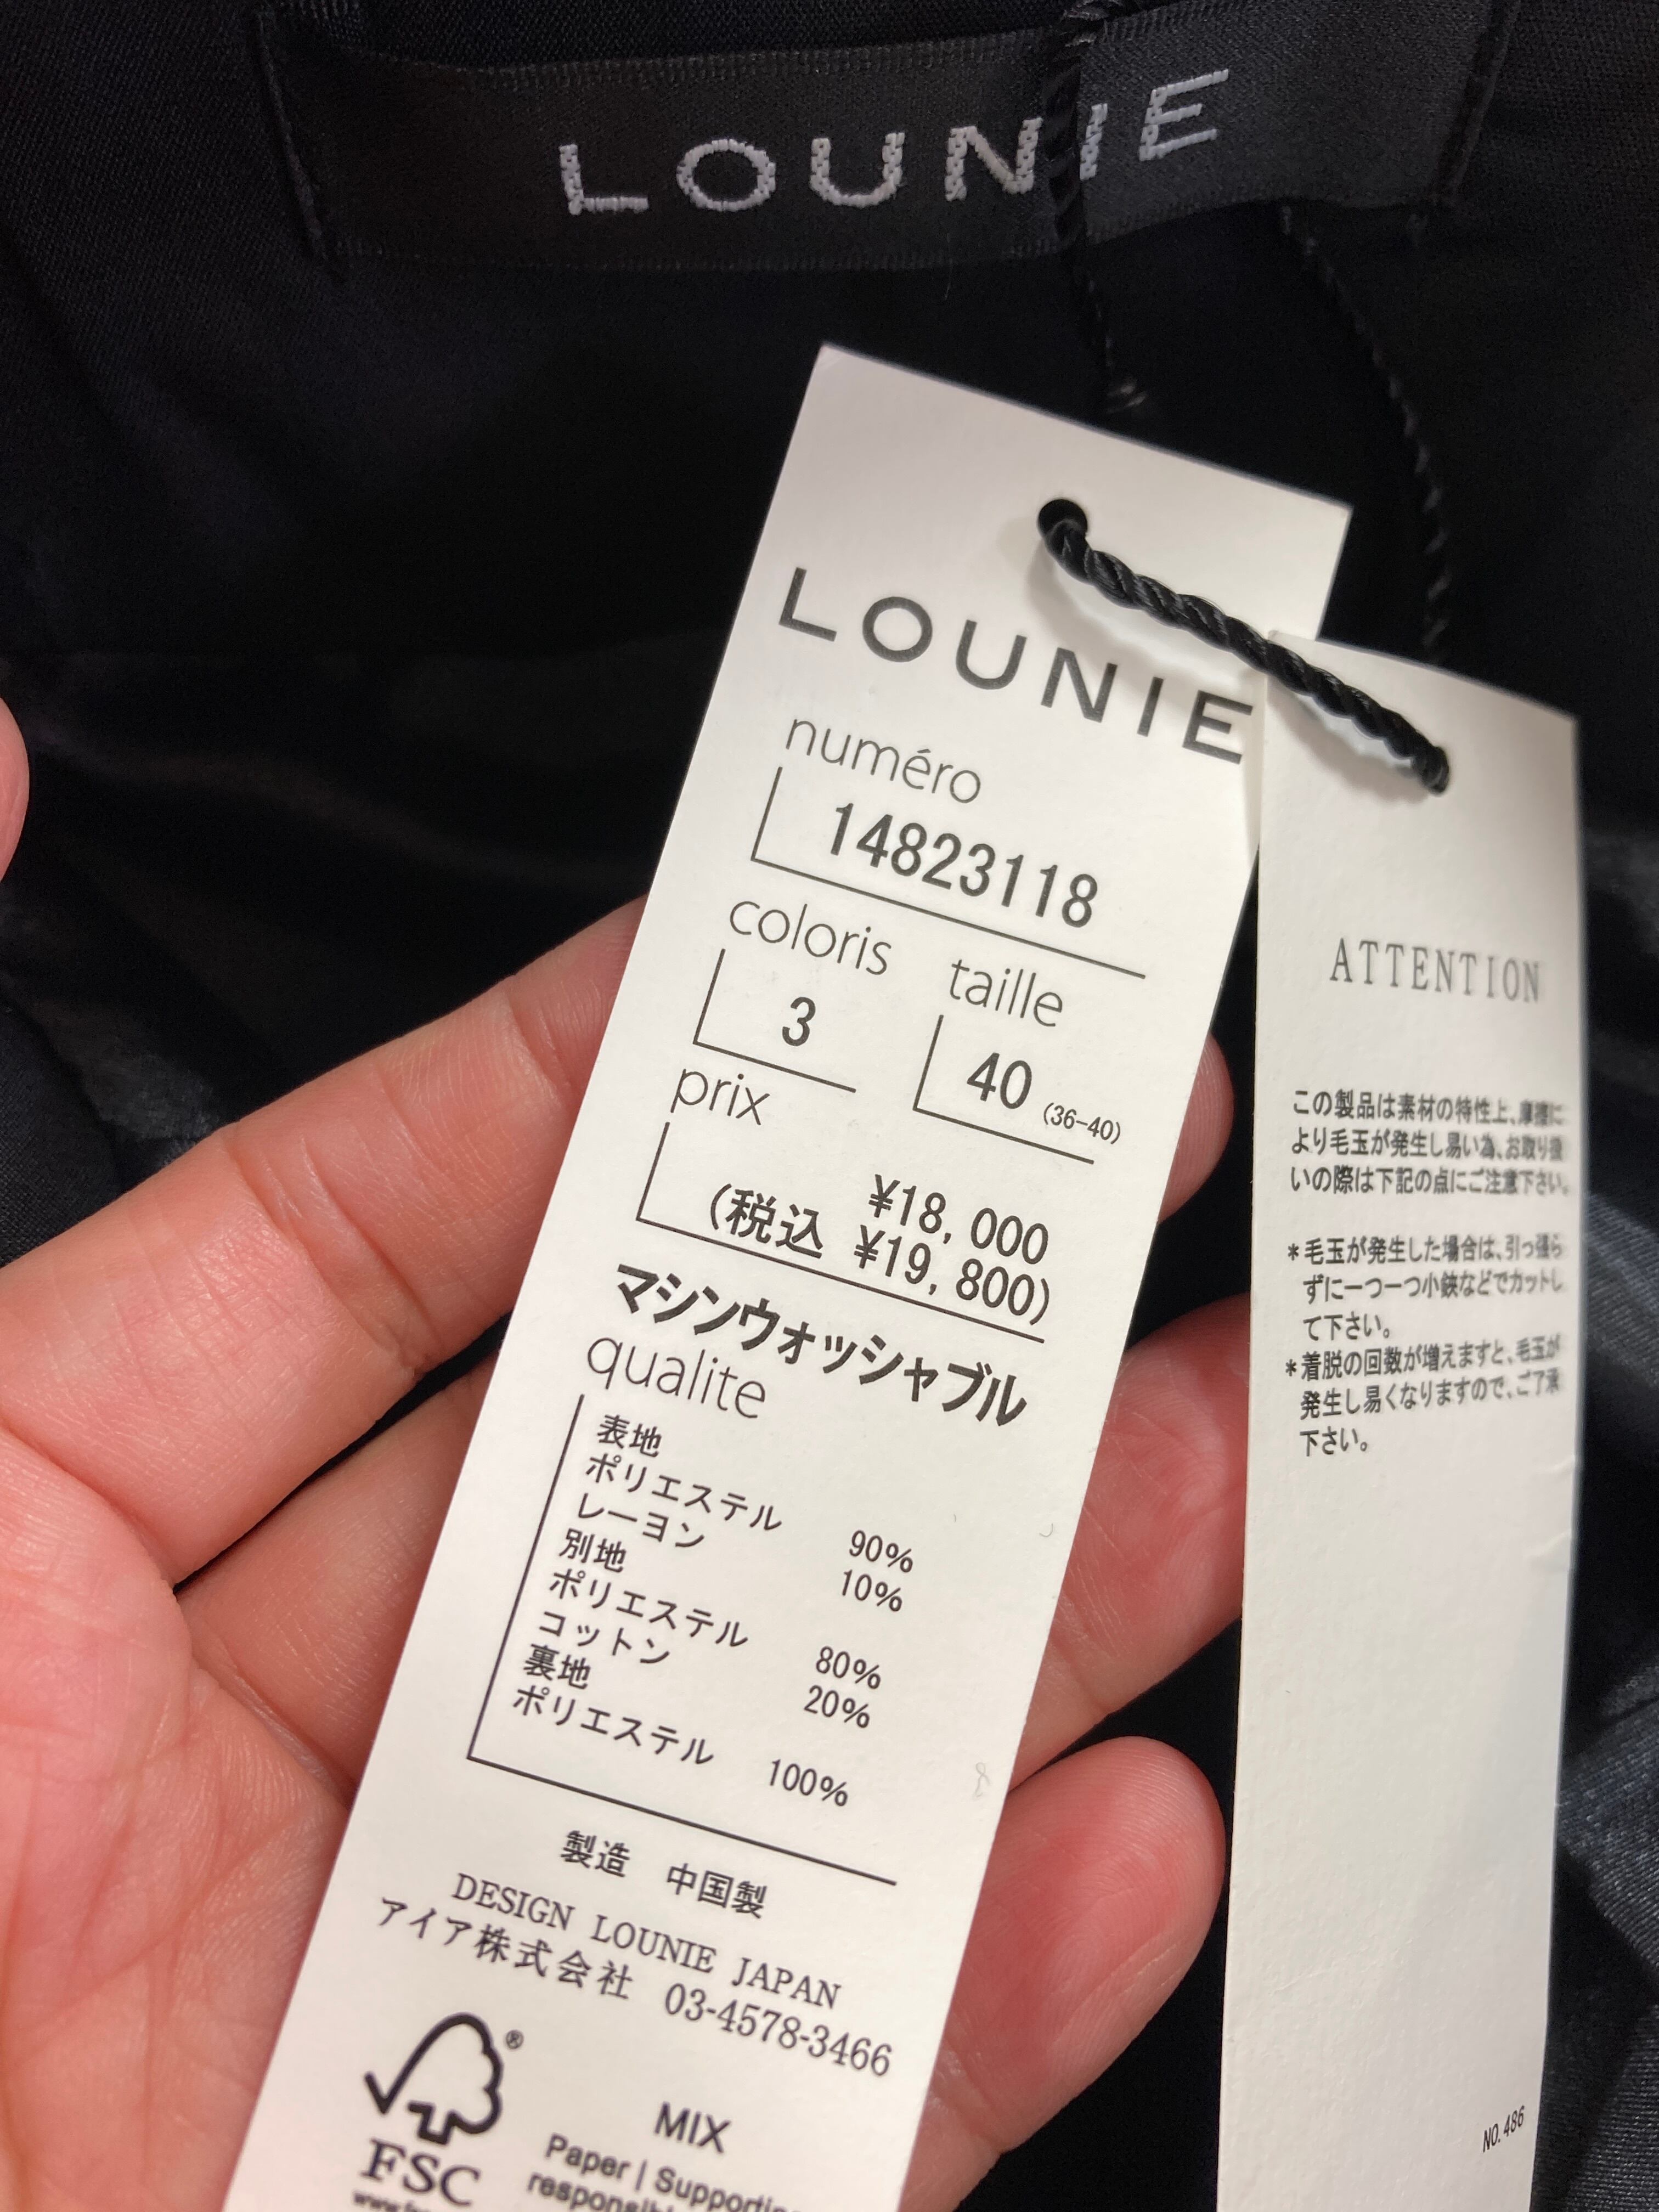 LOUNIE
LOUNIE
numéro
14823118
coloris
3
taille
40 (36-40)
prix
¥18,000
(税込 ¥19,800)
マシンウォッシャブル
qualite
表地
ポリエステル 90%
レーヨン 10%
別地
ポリエステル 80%
コットン 20%
裏地
ポリエステル 100%
製造 中国製
DESIGN LOUNIE JAPAN
アイア株式会社 03-4578-3466
FSC®
MIX
Paper | Supporting
ATTENTION
この製品は素材の特性上、摩擦に
より毛玉が発生し易い為、お取り扱
いの際は下記の点にご注意下さい。
*毛玉が発生した場合は、引っ張ら
ずに一つ一つ小鋏などでカットし
て下さい。
*着脱の回数が増えますと、毛玉が
発生し易くなりますので、ご了承
下さい。
NO.486